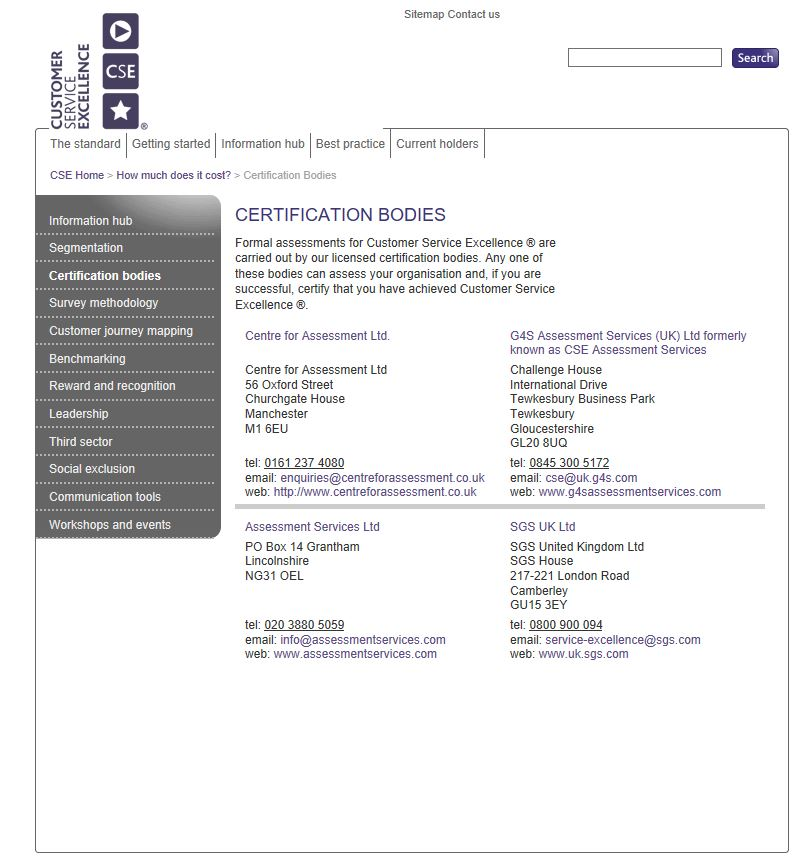 Sitemap Contact us
CUSTOMER
SERVICE
EXCELLENCE
CSE
®
Search
The standard
Getting started
Information hub
Best practice
Current holders
CSE Home > How much does it cost? > Certification Bodies
Information hub
Segmentation
Certification bodies
Survey methodology
Customer journey mapping
Benchmarking
Reward and recognition
Leadership
Third sector
Social exclusion
Communication tools
Workshops and events
CERTIFICATION BODIES
Formal assessments for Customer Service Excellence ® are
carried out by our licensed certification bodies. Any one of
these bodies can assess your organisation and, if you are
successful, certify that you have achieved Customer Service
Excellence ®.
Centre for Assessment Ltd.
Centre for Assessment Ltd
56 Oxford Street
Churchgate House
Manchester
M1 6EU
tel: 0161 237 4080
email: enquiries@centreforassessment.co.uk
web: http://www.centreforassessment.co.uk
G4S Assessment Services (UK) Ltd formerly
known as CSE Assessment Services
Challenge House
International Drive
Tewkesbury Business Park
Tewkesbury
Gloucestershire
GL20 8UQ
tel: 0845 300 5172
email: cse@uk.g4s.com
web: www.g4sassessmentservices.com
Assessment Services Ltd
PO Box 14 Grantham
Lincolnshire
NG31 OEL
tel: 020 3880 5059
email: info@assessmentservices.com
web: www.assessmentservices.com
SGS UK Ltd
SGS United Kingdom Ltd
SGS House
217-221 London Road
Camberley
GU15 3EY
tel: 0800 900 094
email: service-excellence@sgs.com
web: www.uk.sgs.com